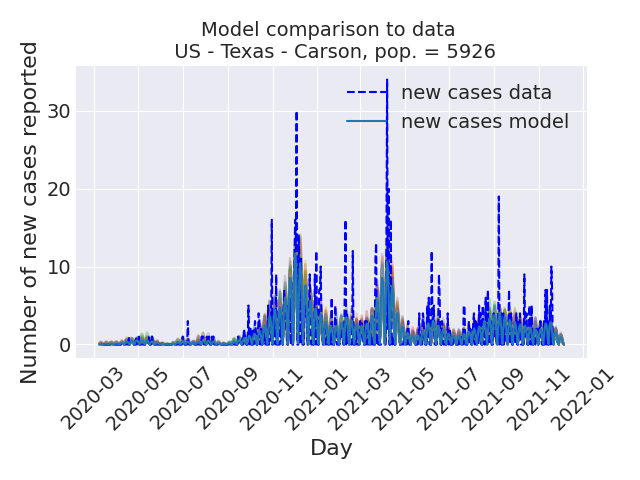 Model comparison to data
US - Texas - Carson, pop. = 5926
Number of new cases reported
30
20
10
0
new cases data
new cases model
2020-03
2020-05
2020-07
2020-09
2020-11
2021-01
2021-03
2021-05
2021-07
2021-09
2021-11
2022-01
Day